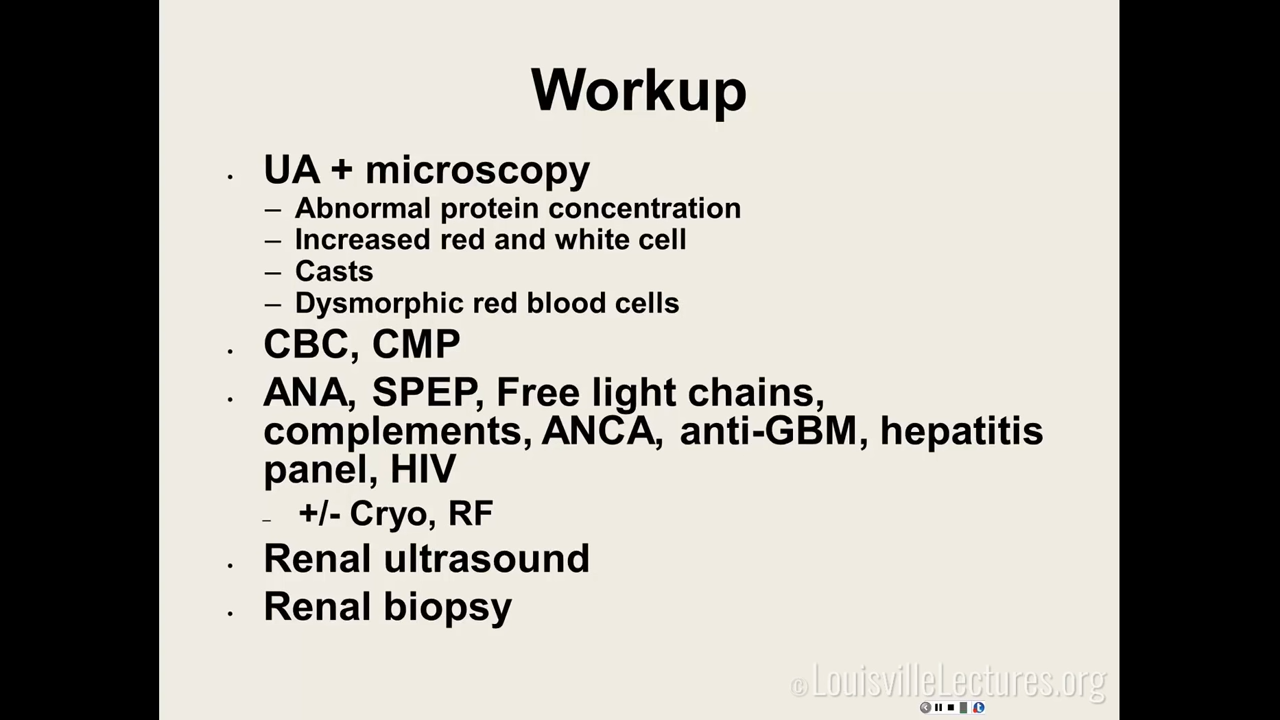 Workup
• UA + microscopy
– Abnormal protein concentration
– Increased red and white cell
– Casts
– Dysmorphic red blood cells
• CBC, CMP
• ANA, SPEP, Free light chains,
complements, ANCA, anti-GBM, hepatitis
panel, HIV
– +/- Cryo, RF
• Renal ultrasound
• Renal biopsy
©LouisvilleLectures.org